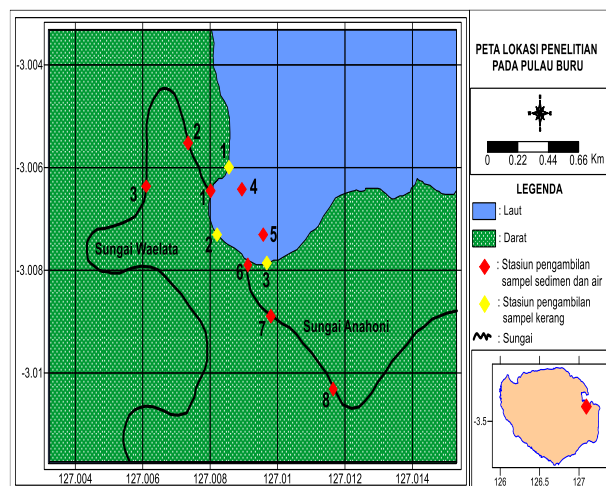 -3.004
-3.006
-3.008
-3.01
127.004
127.006
127.008
127.01
127.012
127.014
1
2
3
1
4
2
5
6
3
7
8
Sungai Waelata
Sungai Anahoni
PETA LOKASI PENELITIAN
PADA PULAU BURU
0
0.22
0.44
0.66 Km
LEGENDA
: Laut
: Darat
: Stasiun pengambilan
sampel sedimen dan air
: Stasiun pengambilan
sampel kerang
: Sungai
-3.5
126
126.5
127